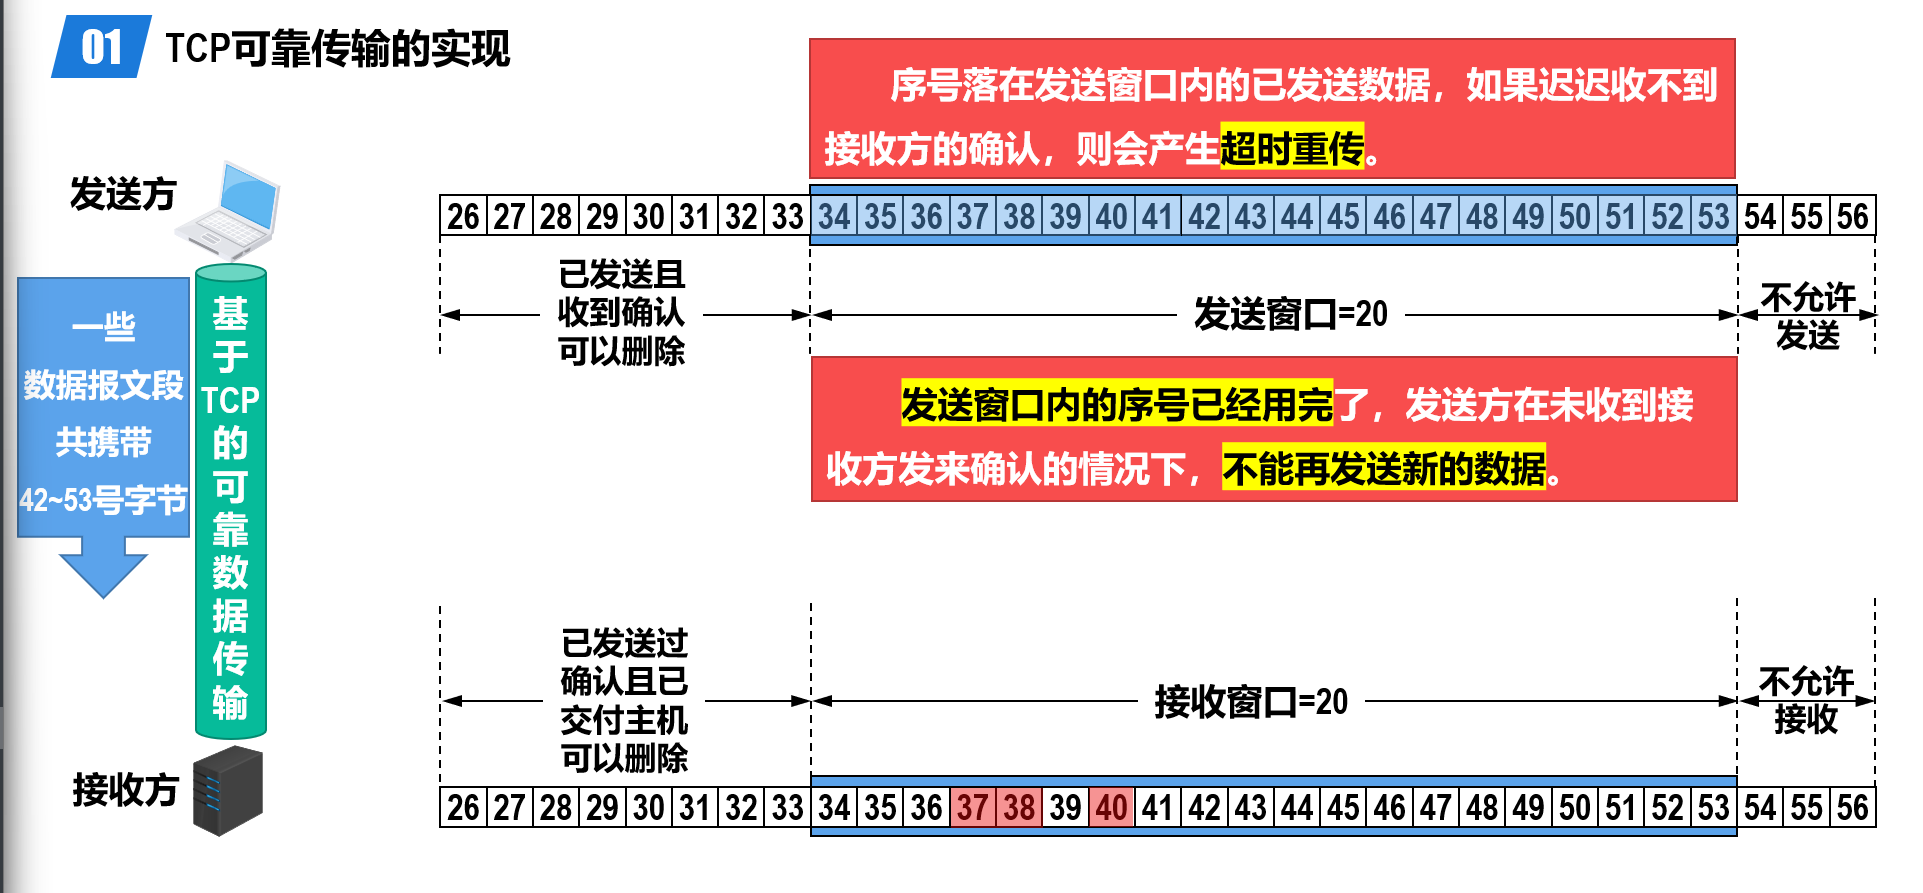 01 TCP可靠传输的实现
序号落在发送窗口内的已发送数据，如果迟迟收不到
接收方的确认，则会产生超时重传。
发送方
26 27 28 29 30 31 32 33 34 35 36 37 38 39 40 41 42 43 44 45 46 47 48 49 50 51 52 53 54 55 56
已发送且
收到确认
可以删除
发送窗口=20
不允许
发送
一些
数据报文段
共携带
42~53号字节
基
于
TCP
的
可
靠
数
据
传
输
发送窗口内的序号已经用完了，发送方在未收到接
收方发来确认的情况下，不能再发送新的数据。
已发送过
确认且已
交付主机
可以删除
接收窗口=20
不允许
接收
接收方
26 27 28 29 30 31 32 33 34 35 36 37 38 39 40 41 42 43 44 45 46 47 48 49 50 51 52 53 54 55 56